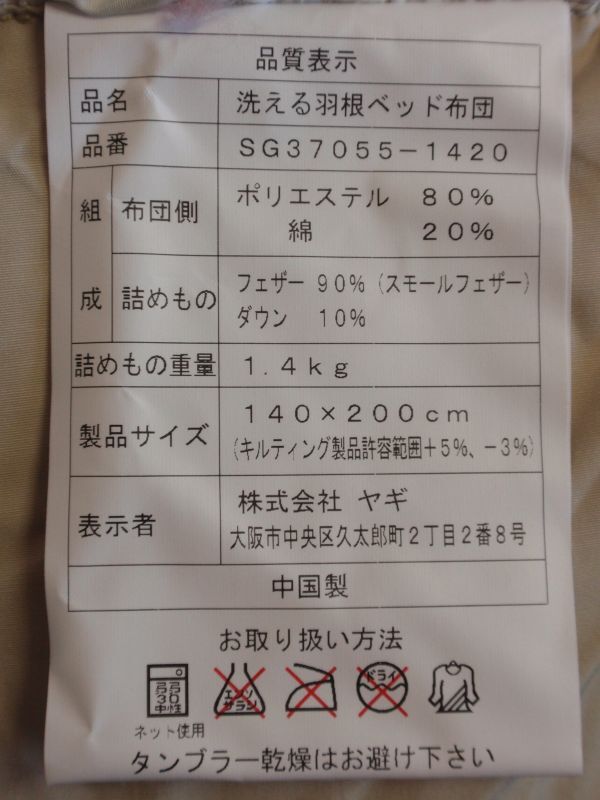 品質表示
品名 洗える羽根ベッド布団
品番 SG37055-1420
組成 布団側 ポリエステル 80%
綿 20%
詰めもの フェザー 90% (スモールフェザー)
ダウン 10%
詰めもの重量 1.4kg
製品サイズ 140×200cm
(キルティング製品許容範囲+5%、-3%)
表示者 株式会社 ヤギ
大阪市中央区久太郎町2丁目2番8号
中国製
お取り扱い方法
弱 30 中性
エンソ サラシ
ドライ
ネット使用
タンブラー乾燥はお避け下さい